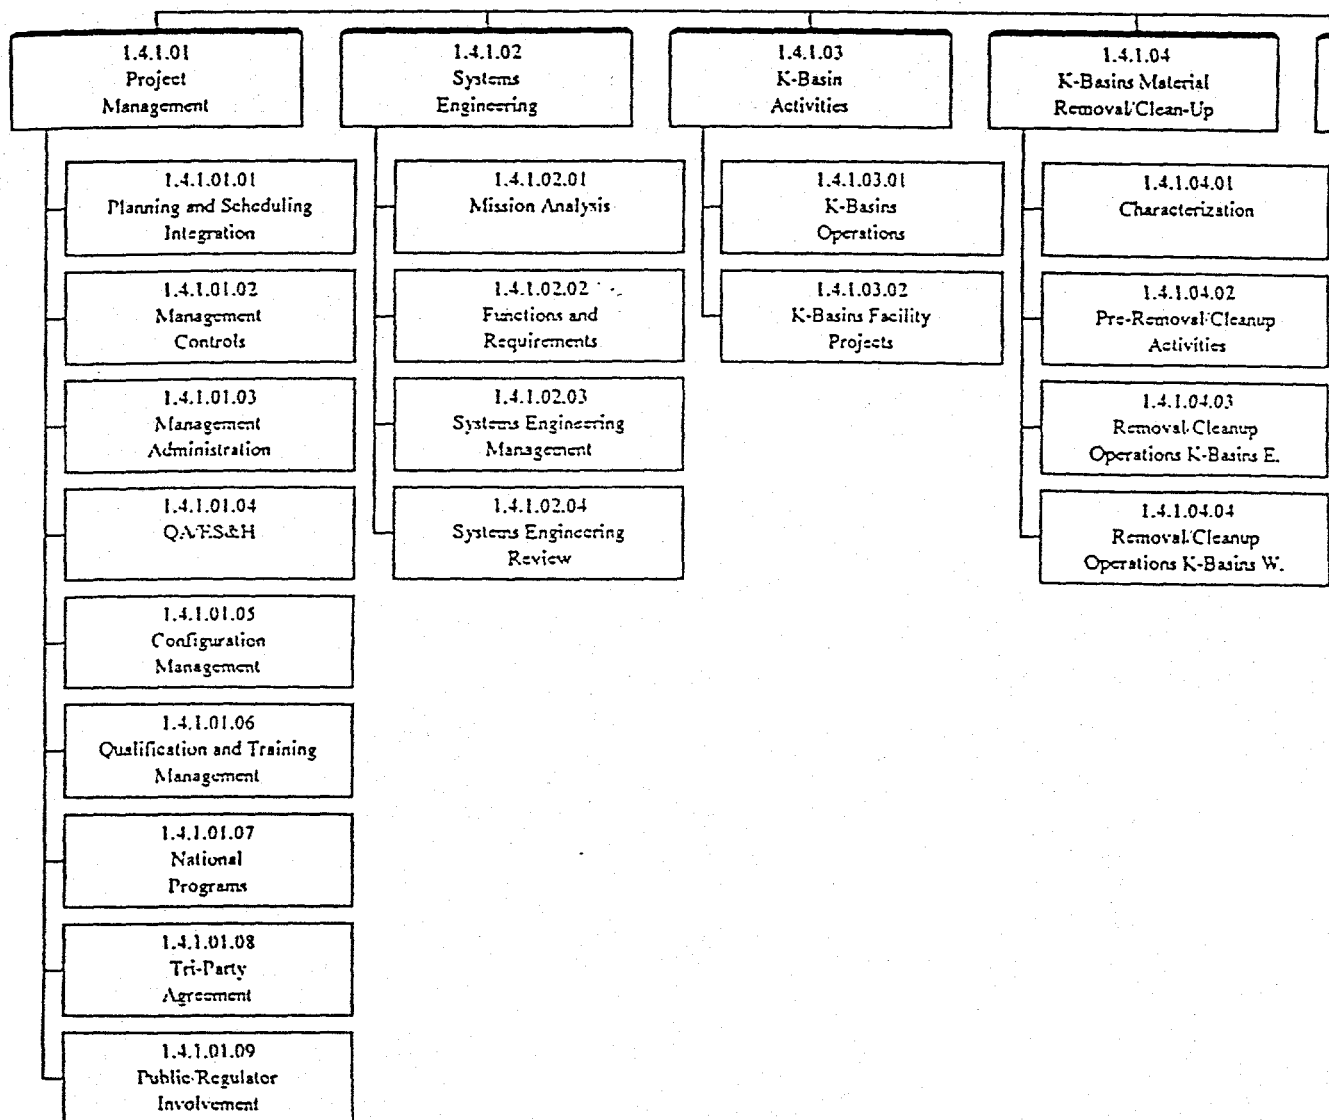 1.4.1.01
Project
Management
1.4.1.01.01
Planning and Scheduling
Integration
1.4.1.01.02
Management
Controls
1.4.1.01.03
Management
Administration
1.4.1.01.04
QA/ES&H
1.4.1.01.05
Configuration
Management
1.4.1.01.06
Qualification and Training
Management
1.4.1.01.07
National
Programs
1.4.1.01.08
Tri-Party
Agreement
1.4.1.01.09
Public/Regulator
Involvement
1.4.1.02
Systems
Engineering
1.4.1.02.01
Mission Analysis
1.4.1.02.02
Functions and
Requirements
1.4.1.02.03
Systems Engineering
Management
1.4.1.02.04
Systems Engineering
Review
1.4.1.03
K-Basin
Activities
1.4.1.03.01
K-Basins
Operations
1.4.1.03.02
K-Basins Facility
Projects
1.4.1.04
K-Basins Material
Removal/Clean-Up
1.4.1.04.01
Characterization
1.4.1.04.02
Pre-Removal/Cleanup
Activities
1.4.1.04.03
Removal/Cleanup
Operations K-Basins E.
1.4.1.04.04
Removal/Cleanup
Operations K-Basins W.